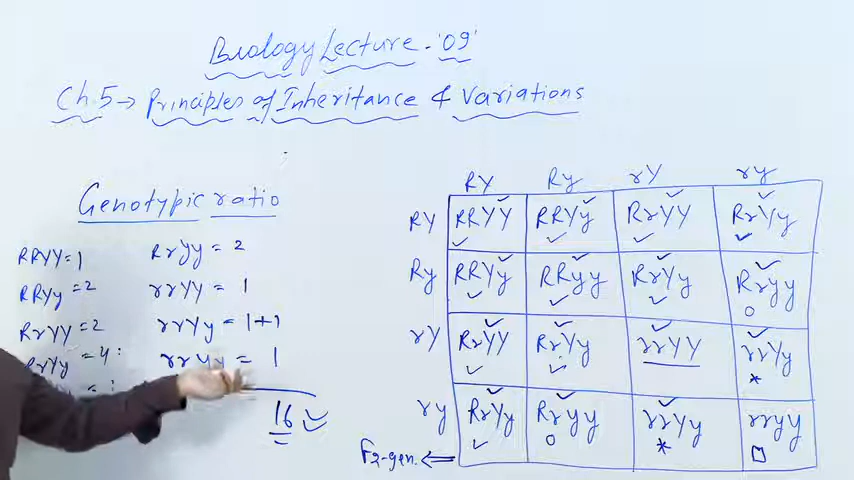 Biology Lecture - '09'
Ch.5 → Principles of Inheritance & Variations
Genotypic ratio
RRYY = 1
RRYy = 2
RrYY = 2
RrYy = 4
RrYy = 2
rrYY = 1
rrYy = 1+1
rryy = 1
16
RY Ry rY ry
RY RRYY RRYy RrYY RrYy
Ry RRYy RRyy RrYy Rryy
rY RrYY RrYy rrYY rrYy
ry RrYy Rryy rrYy rryy
F2-gen.